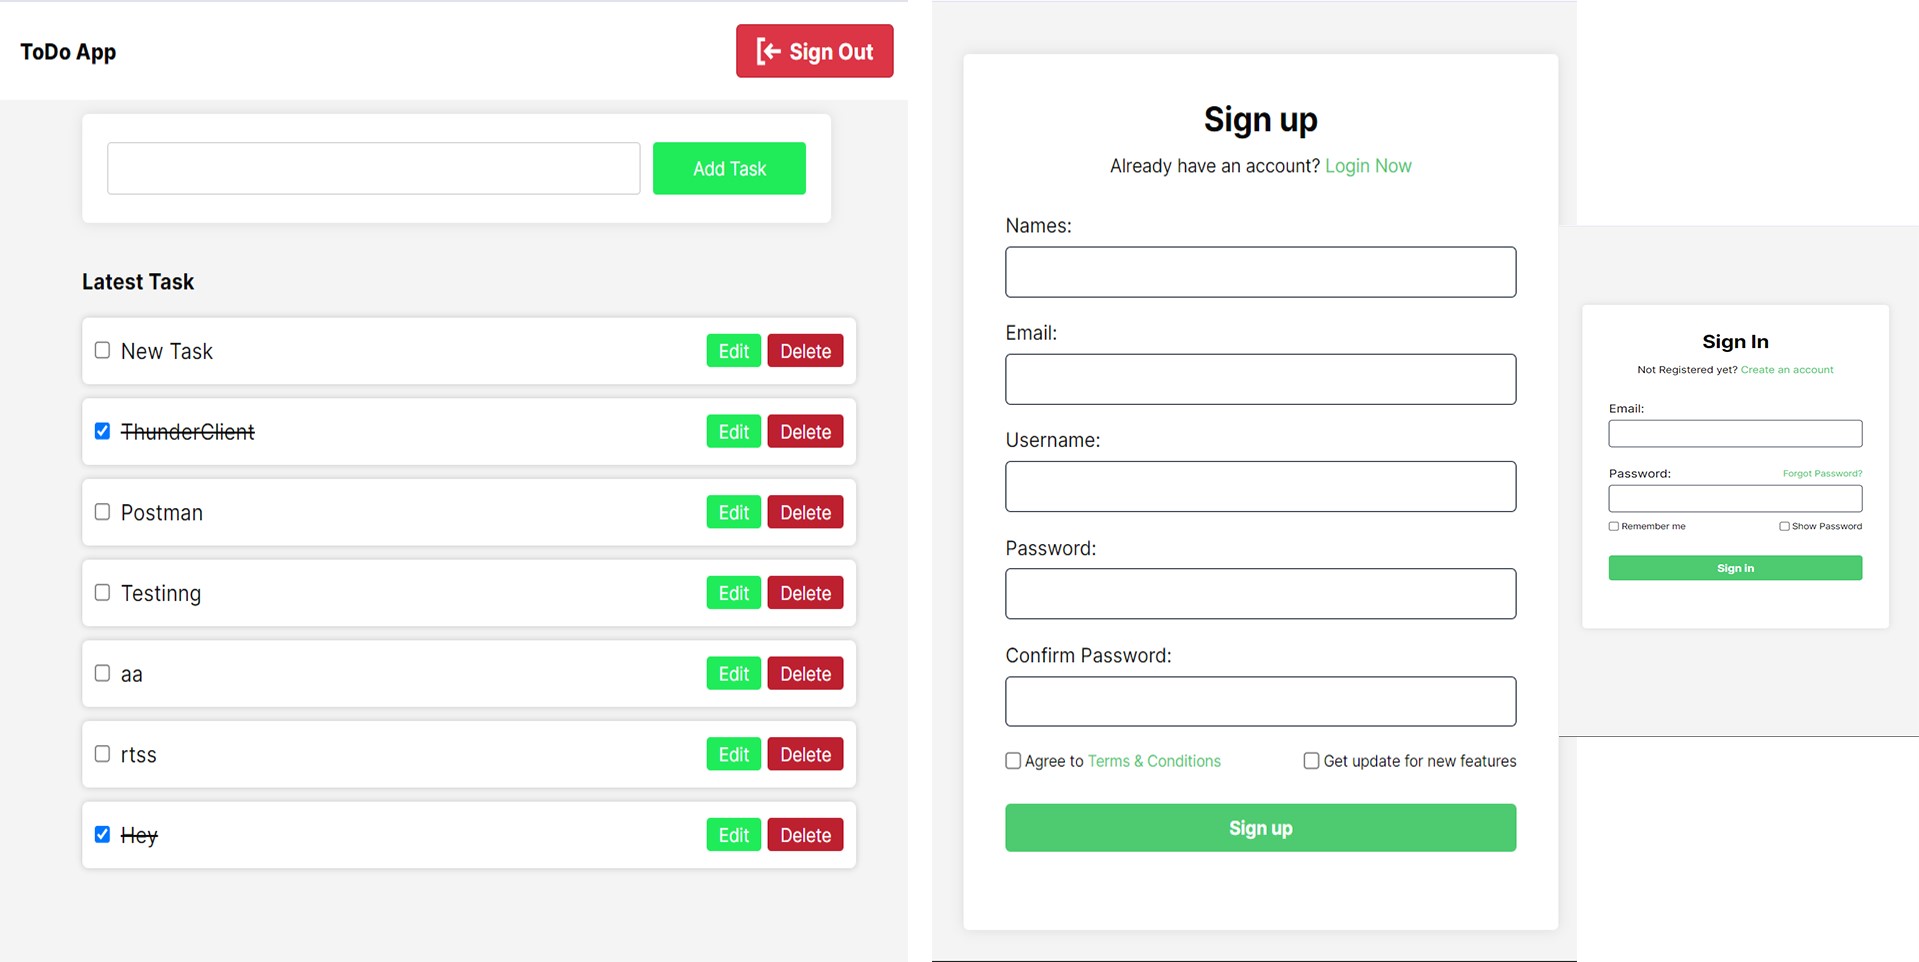 ToDo App
Sign Out
Add Task
Latest Task
New Task Edit Delete
ThunderClient Edit Delete
Postman Edit Delete
Testinng Edit Delete
aa Edit Delete
rtss Edit Delete
Hey Edit Delete
Sign up
Already have an account? Login Now
Names:
Email:
Username:
Password:
Confirm Password:
Agree to Terms & Conditions Get update for new features
Sign up
Sign In
Not Registered yet? Create an account
Email:
Password: Forgot Password?
Remember me Show Password
Sign in